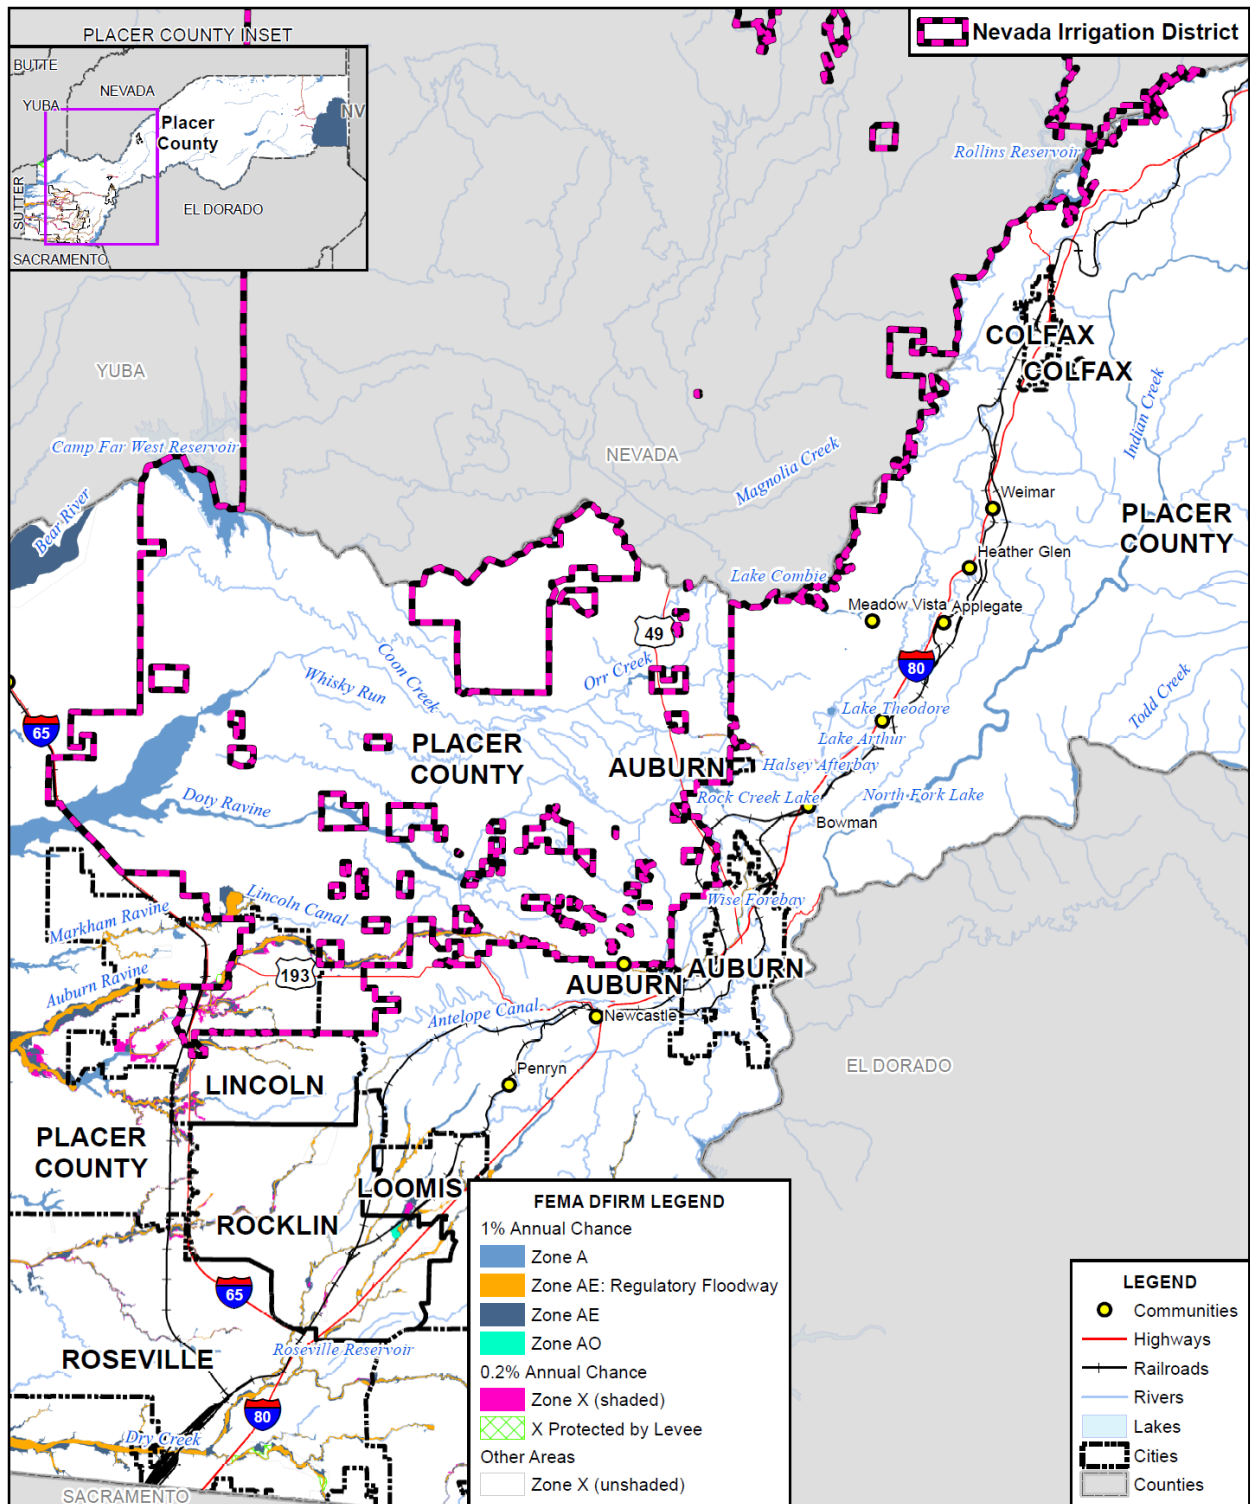 Nevada Irrigation District
PLACER COUNTY INSET
BUTTE
NEVADA
YUBA
NV
Placer
County
SUTTER
EL DORADO
SACRAMENTO
Rollins Reservoir
COLFAX
COLFAX
YUBA
Indian Creek
Camp Far West Reservoir
NEVADA
Magnolia Creek
Bear River
Weimar
PLACER
COUNTY
Heather Glen
Lake Combie
Meadow Vista
Applegate
49
80
Coon Creek
Orr Creek
Whisky Run
Todd Creek
Lake Theodore
65
Lake Arthur
PLACER
COUNTY
AUBURN
Halsey Afterbay
Doty Ravine
Rock Creek Lake
North Fork Lake
Bowman
Lincoln Canal
Wise Forebay
Markham Ravine
Auburn Ravine
193
AUBURN
AUBURN
Antelope Canal
Newcastle
EL DORADO
Penryn
LINCOLN
PLACER
COUNTY
LOOMIS
ROCKLIN
65
Roseville Reservoir
ROSEVILLE
80
Dry Creek
SACRAMENTO
FEMA DFIRM LEGEND
1% Annual Chance
Zone A
Zone AE: Regulatory Floodway
Zone AE
Zone AO
0.2% Annual Chance
Zone X (shaded)
X Protected by Levee
Other Areas
Zone X (unshaded)
LEGEND
Communities
Highways
Railroads
Rivers
Lakes
Cities
Counties